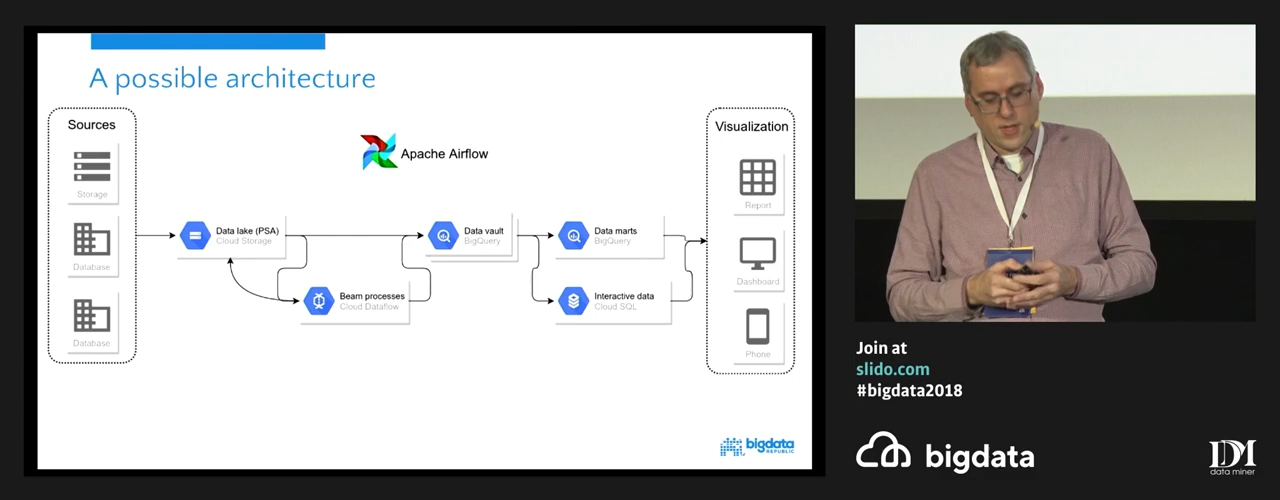 A possible architecture
Sources
Storage
Database
Database
Apache Airflow
Data lake (PSA)
Cloud Storage
Beam processes
Cloud Dataflow
Data vault
BigQuery
Data marts
BigQuery
Interactive data
Cloud SQL
Visualization
Report
Dashboard
Phone
bigdata
REPUBLIC
Join at
slido.com
#bigdata2018
bigdata
DM
data miner